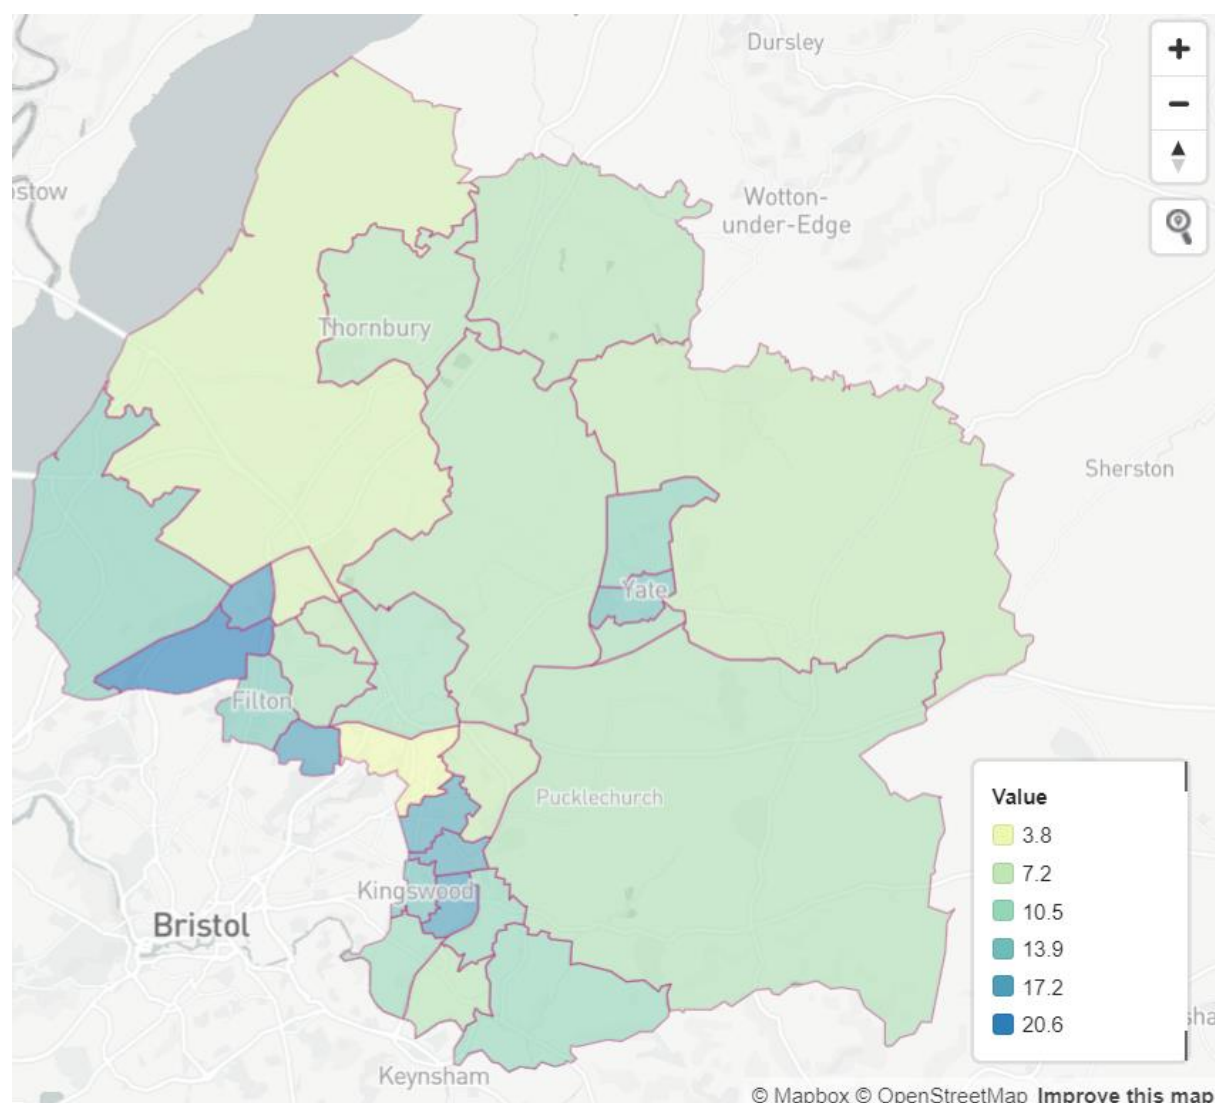 Dursley
+
−
stow
Wotton-
under-Edge
Thornbury
Sherston
Yate
Filton
Pucklechurch
Kingswood
Bristol
Keynsham
Value
3.8
7.2
10.5
13.9
17.2
20.6
sha
© Mapbox © OpenStreetMap Improve this map